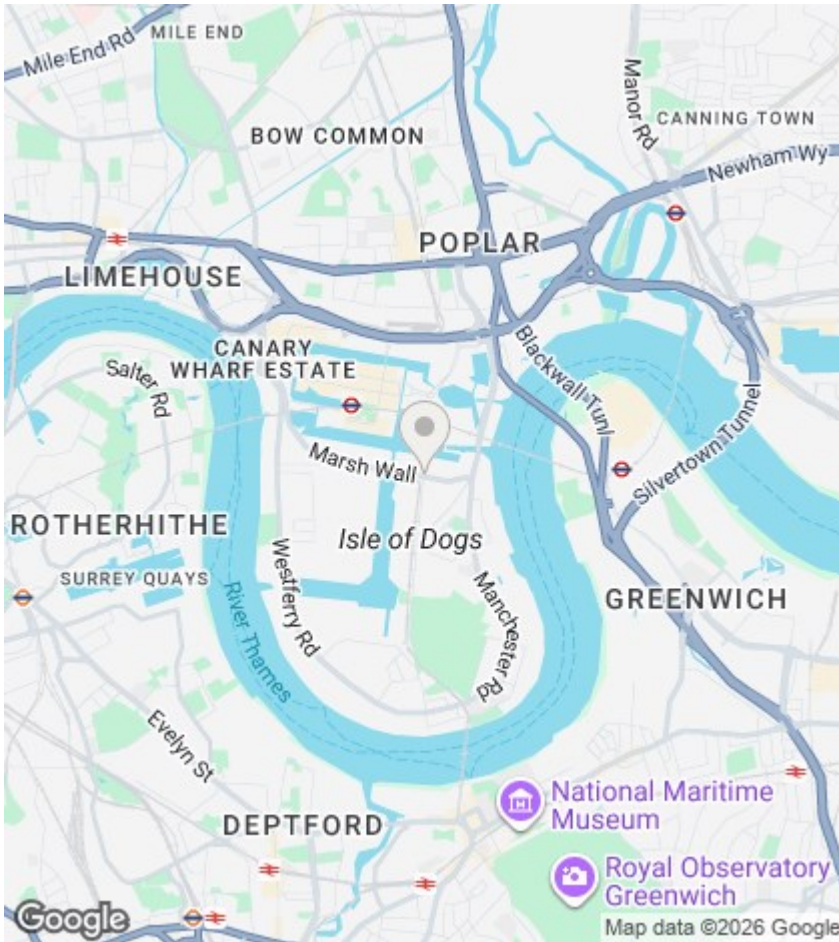 MILE END
Mile End Rd
Manor Rd
CANNING TOWN
BOW COMMON
Newham Wy
POPLAR
LIMEHOUSE
CANARY
WHARF ESTATE
Blackwall Tunl
Salter Rd
Silvertown Tunnel
Marsh Wall
ROTHERHITHE
Isle of Dogs
SURREY QUAYS
Westferry Rd
River Thames
Manchester Rd
GREENWICH
Evelyn St
National Maritime
Museum
DEPTFORD
Royal Observatory
Greenwich
Google
Map data ©2026 Google